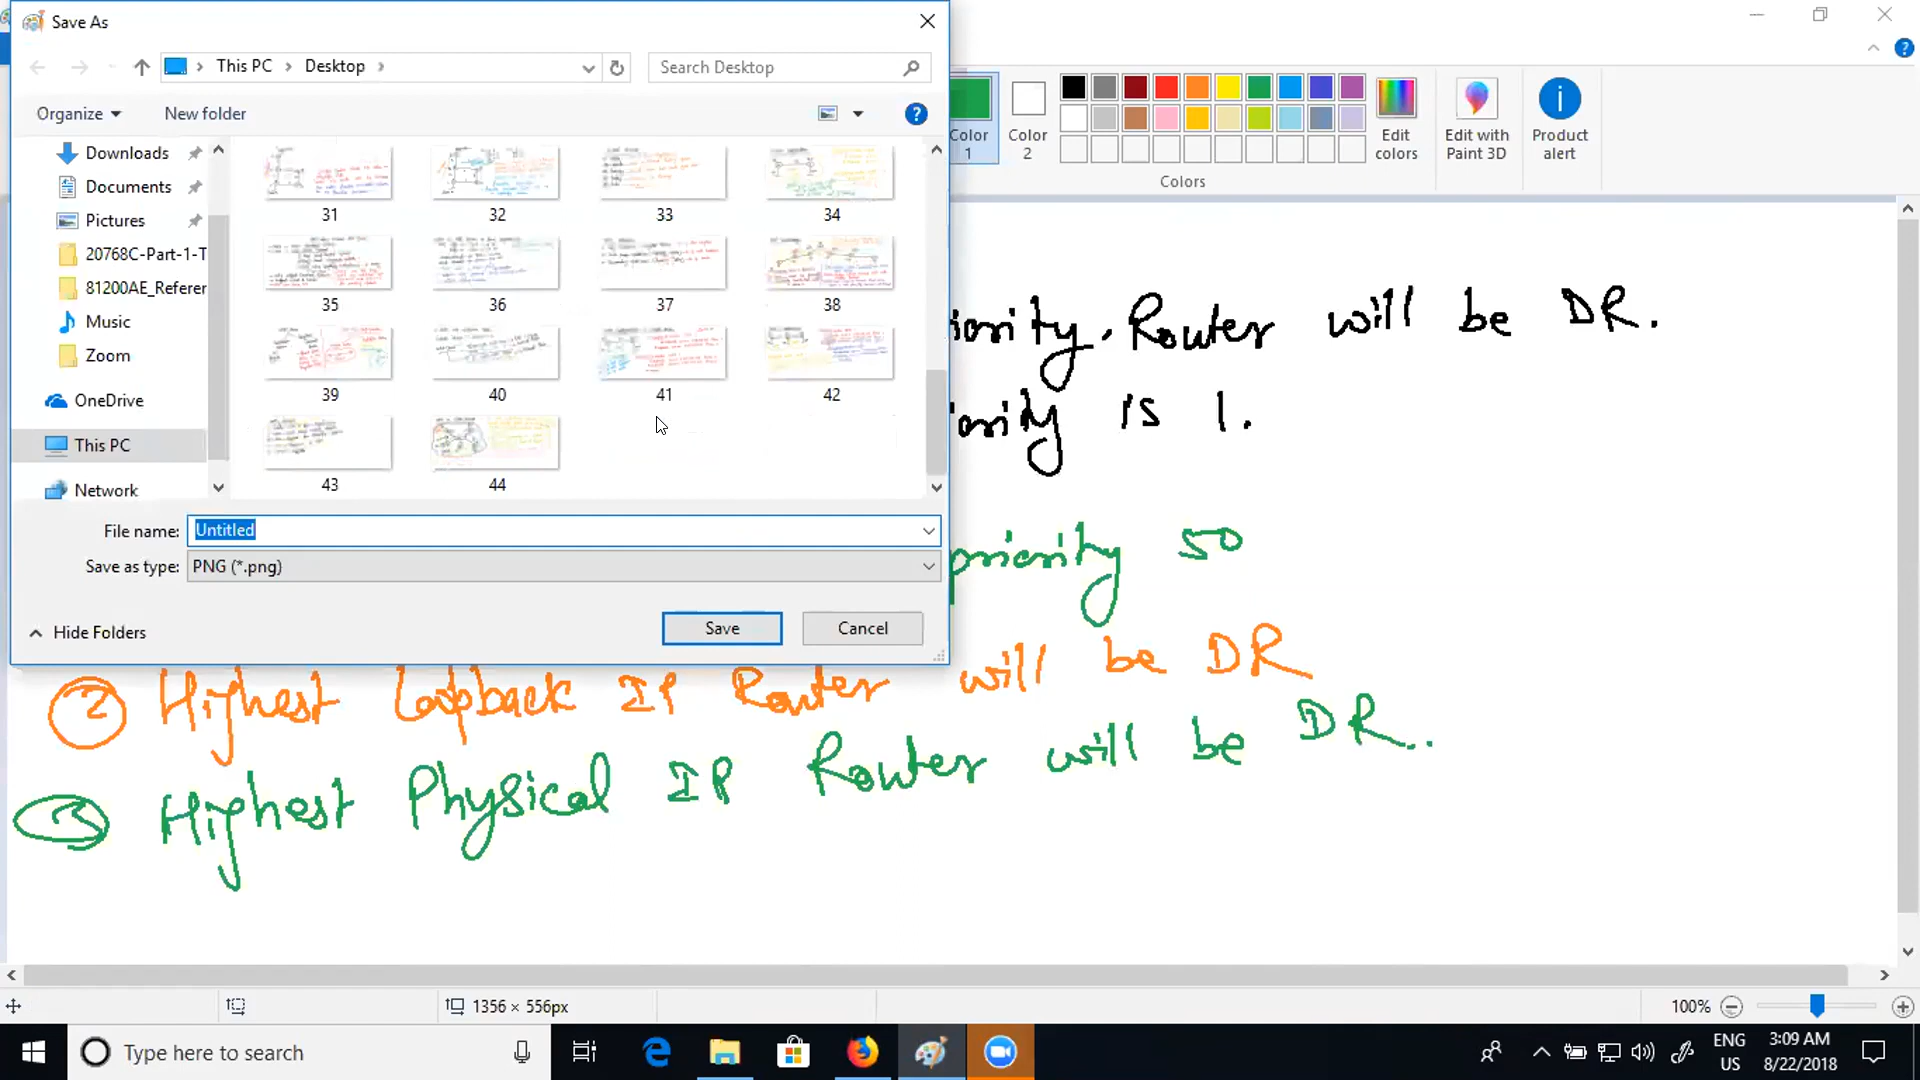 Save As
This PC > Desktop >
Search Desktop
Organize
New folder
Downloads
Documents
Pictures
20768C-Part-1-T
81200AE_Referer
Music
Zoom
OneDrive
This PC
Network
31 32 33 34
35 36 37 38
39 40 41 42
43 44
File name: Untitled
Save as type: PNG (*.png)
Hide Folders
Save
Cancel
Color 1
Color 2
Edit colors
Edit with Paint 3D
Product alert
Colors
iority. Router will be DR.
iority is 1.
priority 50
2 Highest Loopback IP Router will be DR
3 Highest Physical IP Router will be DR..
1356 × 556px
100%
Type here to search
ENG
US
3:09 AM
8/22/2018